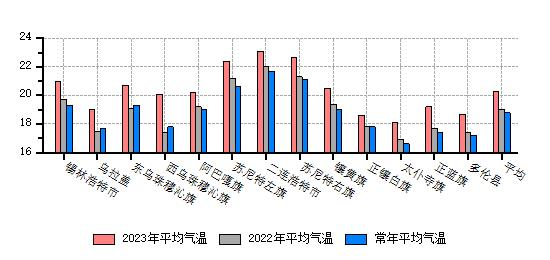 24
22
20
18
16
锡林浩特市
乌拉盖
东乌珠穆沁旗
西乌珠穆沁旗
阿巴嘎旗
苏尼特左旗
二连浩特市
苏尼特右旗
镶黄旗
正镶白旗
太仆寺旗
正蓝旗
多伦县
平均
2023年平均气温 2022年平均气温 常年平均气温